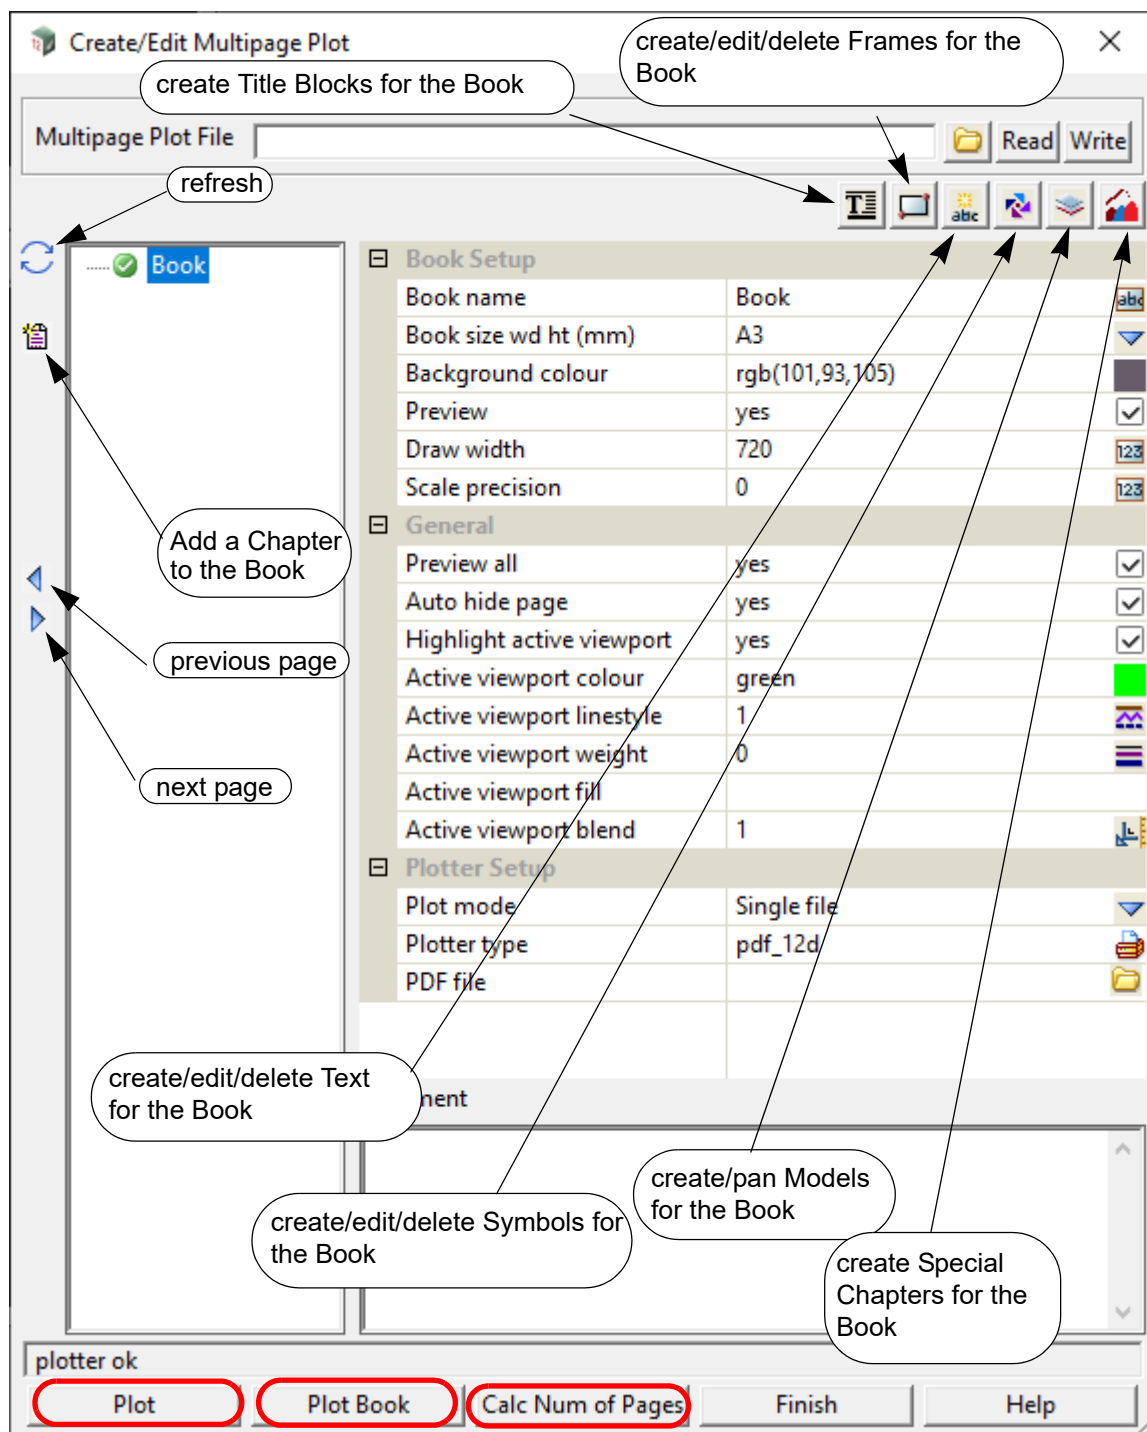 Create/Edit Multipage Plot
create/edit/delete Frames for the
Book
create Title Blocks for the Book
Multipage Plot File
Read
Write
refresh
T
abc
Book
Book Setup
Book name Book abc
Book size wd ht (mm) A3
Background colour rgb(101,93,105)
Preview yes
Draw width 720 123
Scale precision 0 123
General
Preview all yes
Auto hide page yes
Highlight active viewport yes
Active viewport colour green
Active viewport linestyle 1
Active viewport weight 0
Active viewport fill
Active viewport blend 1
Plotter Setup
Plot mode Single file
Plotter type pdf_12d
PDF file
Add a Chapter
to the Book
previous page
next page
create/edit/delete Text
for the Book
ment
create/pan Models
for the Book
create/edit/delete Symbols for
the Book
create Special
Chapters for the
Book
plotter ok
Plot
Plot Book
Calc Num of Pages
Finish
Help